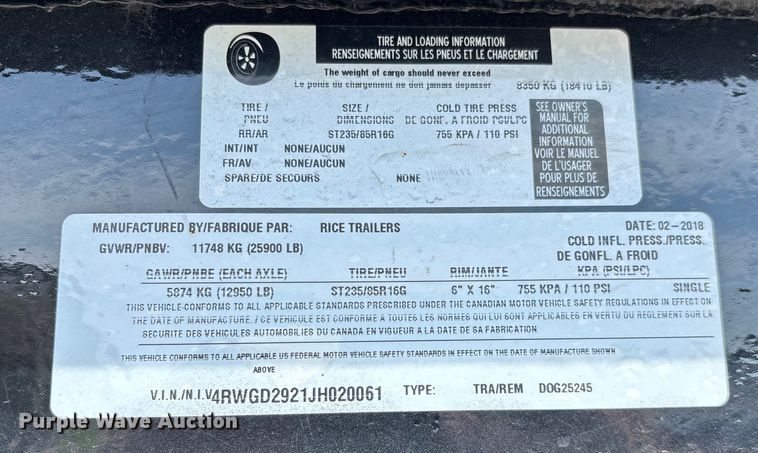 TIRE AND LOADING INFORMATION
RENSEIGNEMENTS SUR LES PNEUS ET LE CHARGEMENT
The weight of cargo should never exceed
Le poids du chargement ne doit jamais depasser 8350 KG (18410 LB)
TIRE / SIZE / COLD TIRE PRESS
PNEU DIMENSIONS DE GONF. A FROID PSI/LPC
RR/AR ST235/85R16G 755 KPA / 110 PSI
INT/INT NONE/AUCUN
FR/AV NONE/AUCUN
SPARE/DE SECOURS NONE
SEE OWNER'S
MANUAL FOR
ADDITIONAL
INFORMATION
VOIR LE MANUEL
DE L'USAGER
POUR PLUS DE
RENSEIGNEMENTS
MANUFACTURED BY/FABRIQUE PAR: RICE TRAILERS DATE: 02-2018
GVWR/PNBV: 11748 KG (25900 LB) COLD INFL. PRESS./PRESS.
DE GONFL. A FROID
GAWR/PNBE (EACH AXLE) TIRE/PNEU RIM/JANTE KPA (PSI/LPC)
5874 KG (12950 LB) ST235/85R16G 6" X 16" 755 KPA / 110 PSI SINGLE
THIS VEHICLE CONFORMS TO ALL APPLICABLE STANDARDS PRESCRIBED UNDER THE CANADIAN MOTOR VEHICLE SAFETY REGULATIONS IN EFFECT ON
THE DATE OF MANUFACTURE. / CE VEHICULE EST CONFORME A TOUTES LES NORMES QUI LUI SONT APPLICABLES EN VERTU DU REGLEMENT SUR LA
SECURITE DES VEHICULES AUTOMOBILES DU CANADA EN VIGUEUR A LA DATE DE SA FABRICATION
THIS VEHICLE CONFORMS TO ALL APPLICABLE US FEDERAL MOTOR VEHICLE SAFETY STANDARDS IN EFFECT ON THE DATE OF MANUFACTURE SHOWN
ABOVE
V.I.N./N.I.V 4RWGD2921JH020061 TYPE: TRA/REM DOG25245
Purple Wave Auction